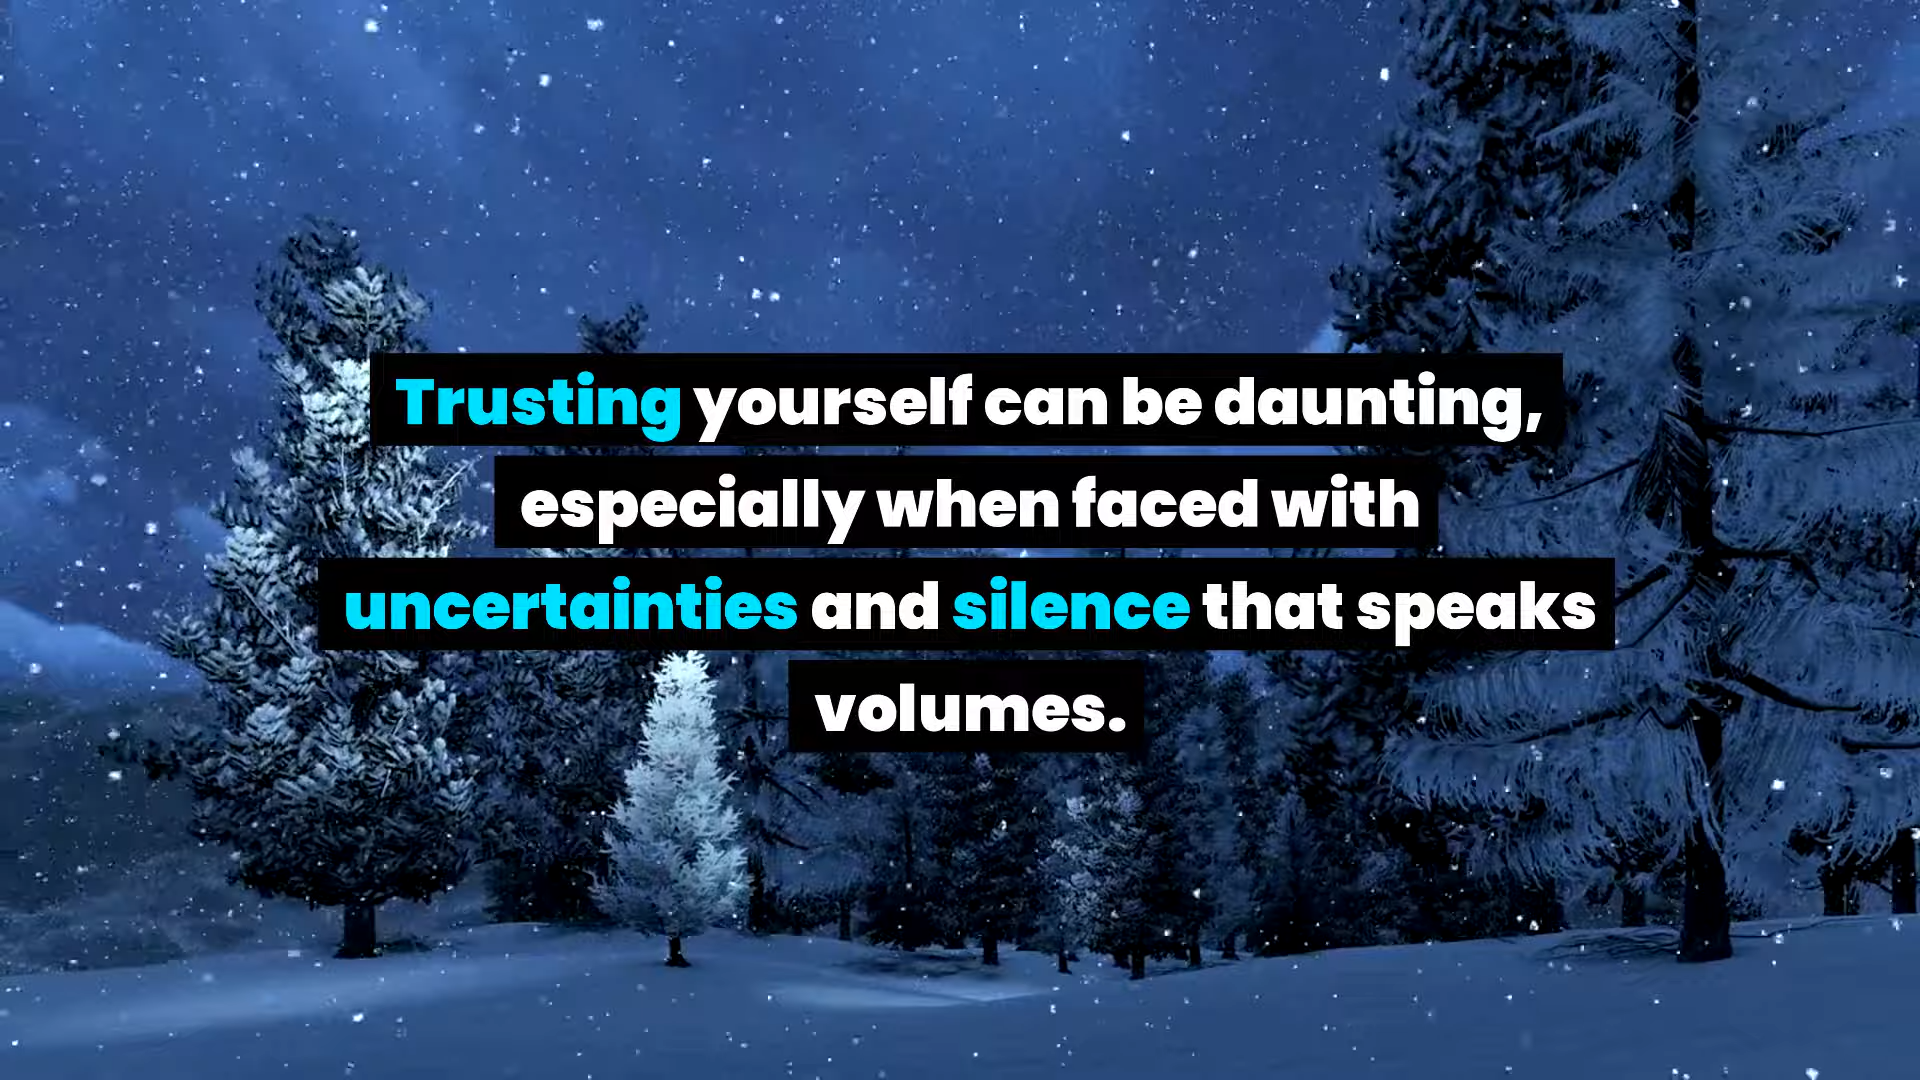 Trusting yourself can be daunting,
especially when faced with
uncertainties and silence that speaks
volumes.